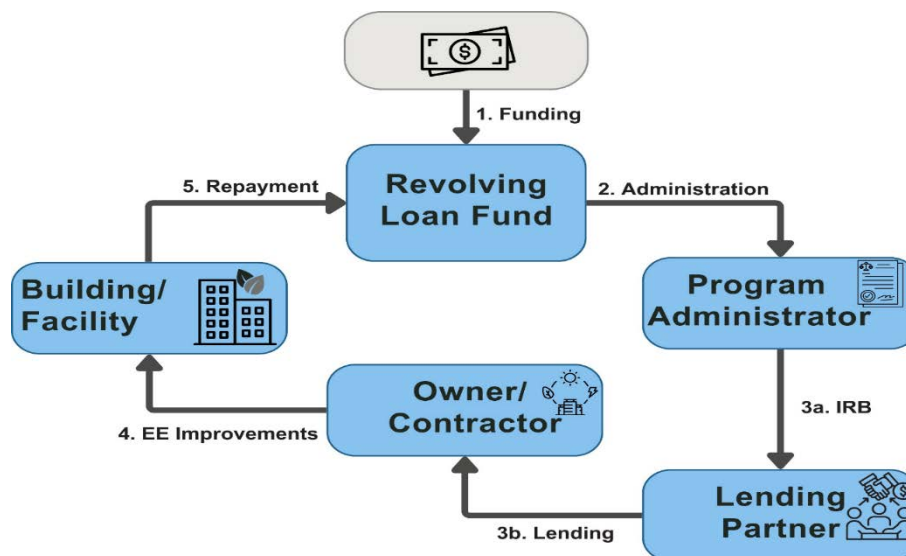 1. Funding
Revolving
Loan Fund
2. Administration
Program
Administrator
3a. IRB
Lending
Partner
3b. Lending
Owner/
Contractor
4. EE Improvements
Building/
Facility
5. Repayment